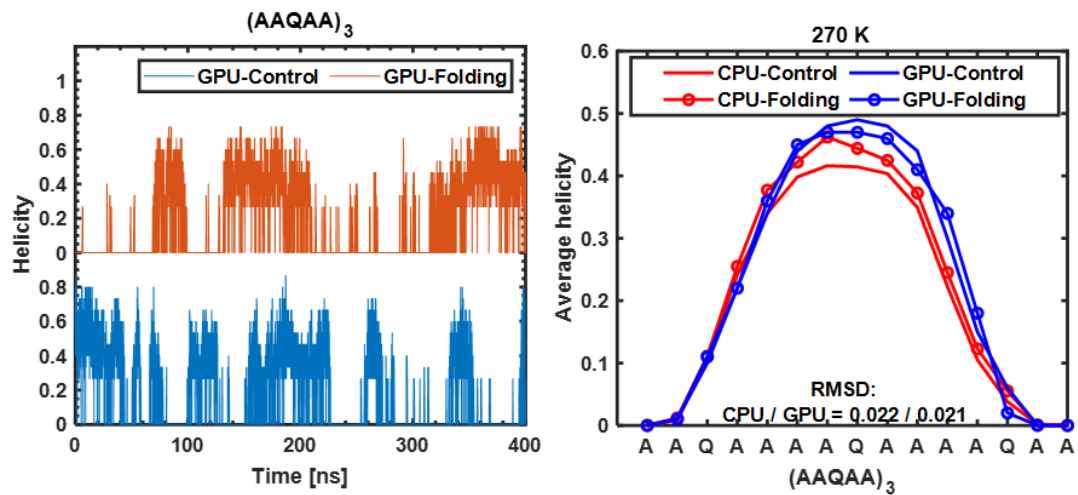 (AAQAA)3
GPU-Control GPU-Folding
1
0.8
0.6
0.4
0.2
0
0.8
0.6
0.4
0.2
0
Helicity
0 100 200 300 400
Time [ns]
270 K
CPU-Control GPU-Control
CPU-Folding GPU-Folding
0.6
0.5
0.4
0.3
0.2
0.1
0
Average helicity
RMSD:
CPU / GPU = 0.022 / 0.021
A A Q A A A A Q A A A A Q A A
(AAQAA)3